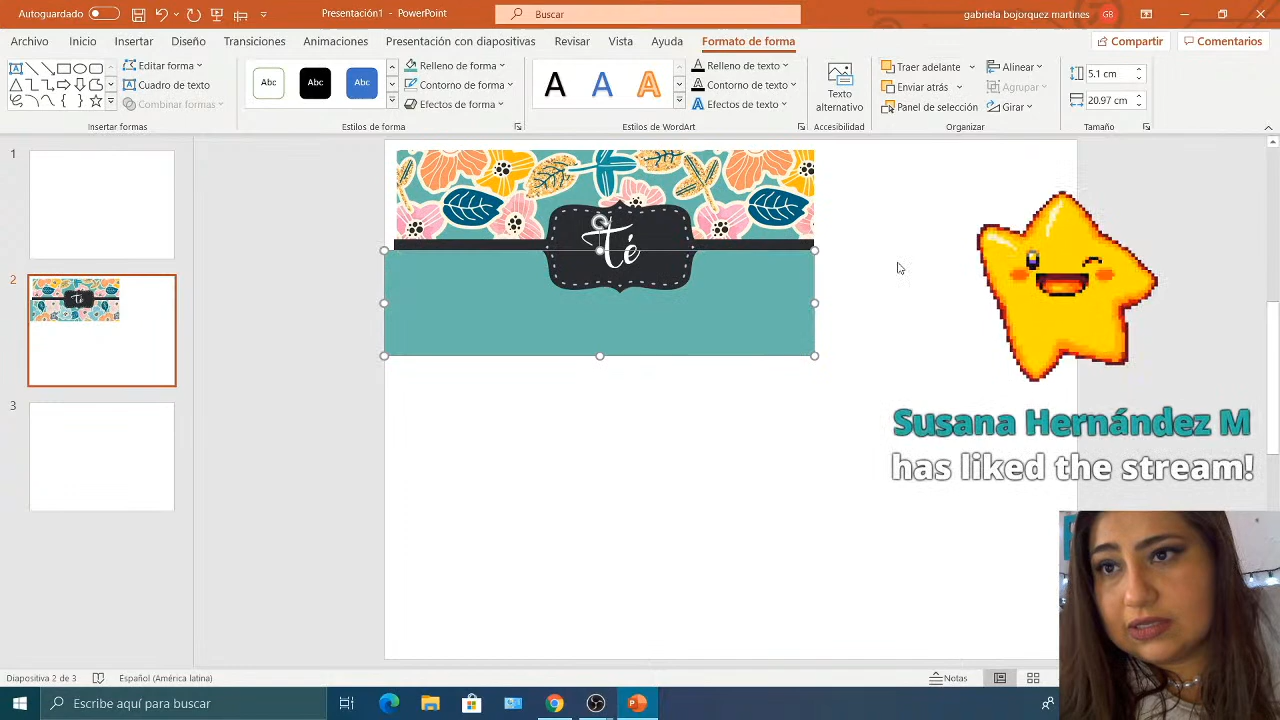 Autoguardado
Presentación1 - PowerPoint
Buscar
gabriela bojorquez martines
GB
Archivo
Inicio
Insertar
Diseño
Transiciones
Animaciones
Presentación con diapositivas
Revisar
Vista
Ayuda
Formato de forma
Compartir
Comentarios
Editar forma
Cuadro de texto
Combinar formas
Insertar formas
Abc
Abc
Abc
Relleno de forma
Contorno de forma
Efectos de forma
Estilos de forma
A
A
A
Relleno de texto
Contorno de texto
Efectos de texto
Estilos de WordArt
Texto
alternativo
Accesibilidad
Traer adelante
Enviar atrás
Panel de selección
Alinear
Agrupar
Girar
Organizar
5.1 cm
20.97 cm
Tamaño
1
2
Té
3
Té
Susana Hernández M
has liked the stream!
Diapositiva 2 de 3
Español (América latina)
Notas
Escribe aquí para buscar